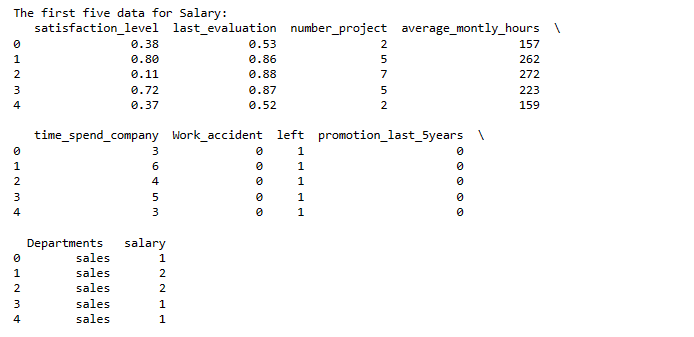 The first five data for Salary:
satisfaction_level last_evaluation number_project average_montly_hours \
0 0.38 0.53 2 157
1 0.80 0.86 5 262
2 0.11 0.88 7 272
3 0.72 0.87 5 223
4 0.37 0.52 2 159
time_spend_company Work_accident left promotion_last_5years \
0 3 0 1 0
1 6 0 1 0
2 4 0 1 0
3 5 0 1 0
4 3 0 1 0
Departments salary
0 sales 1
1 sales 2
2 sales 2
3 sales 1
4 sales 1